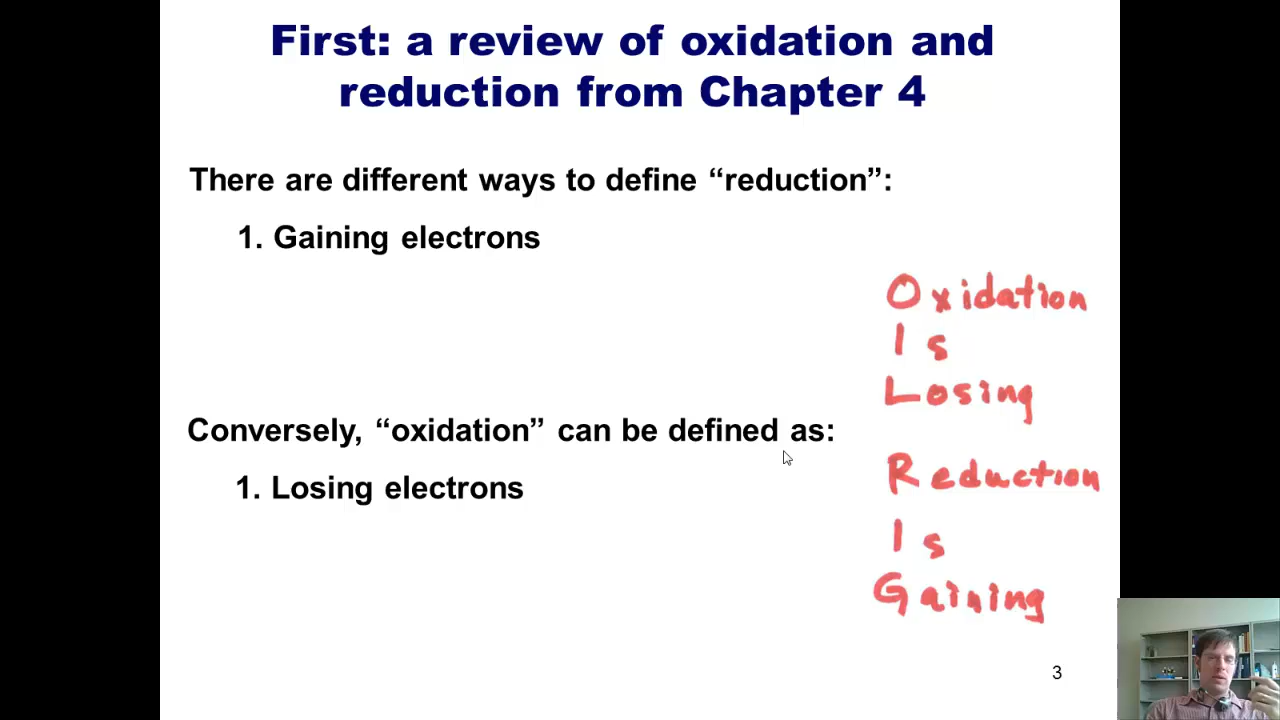 First: a review of oxidation and
reduction from Chapter 4
There are different ways to define “reduction”:
1. Gaining electrons
Oxidation
Is
Losing
Conversely, “oxidation” can be defined as:
1. Losing electrons
Reduction
Is
Gaining
3